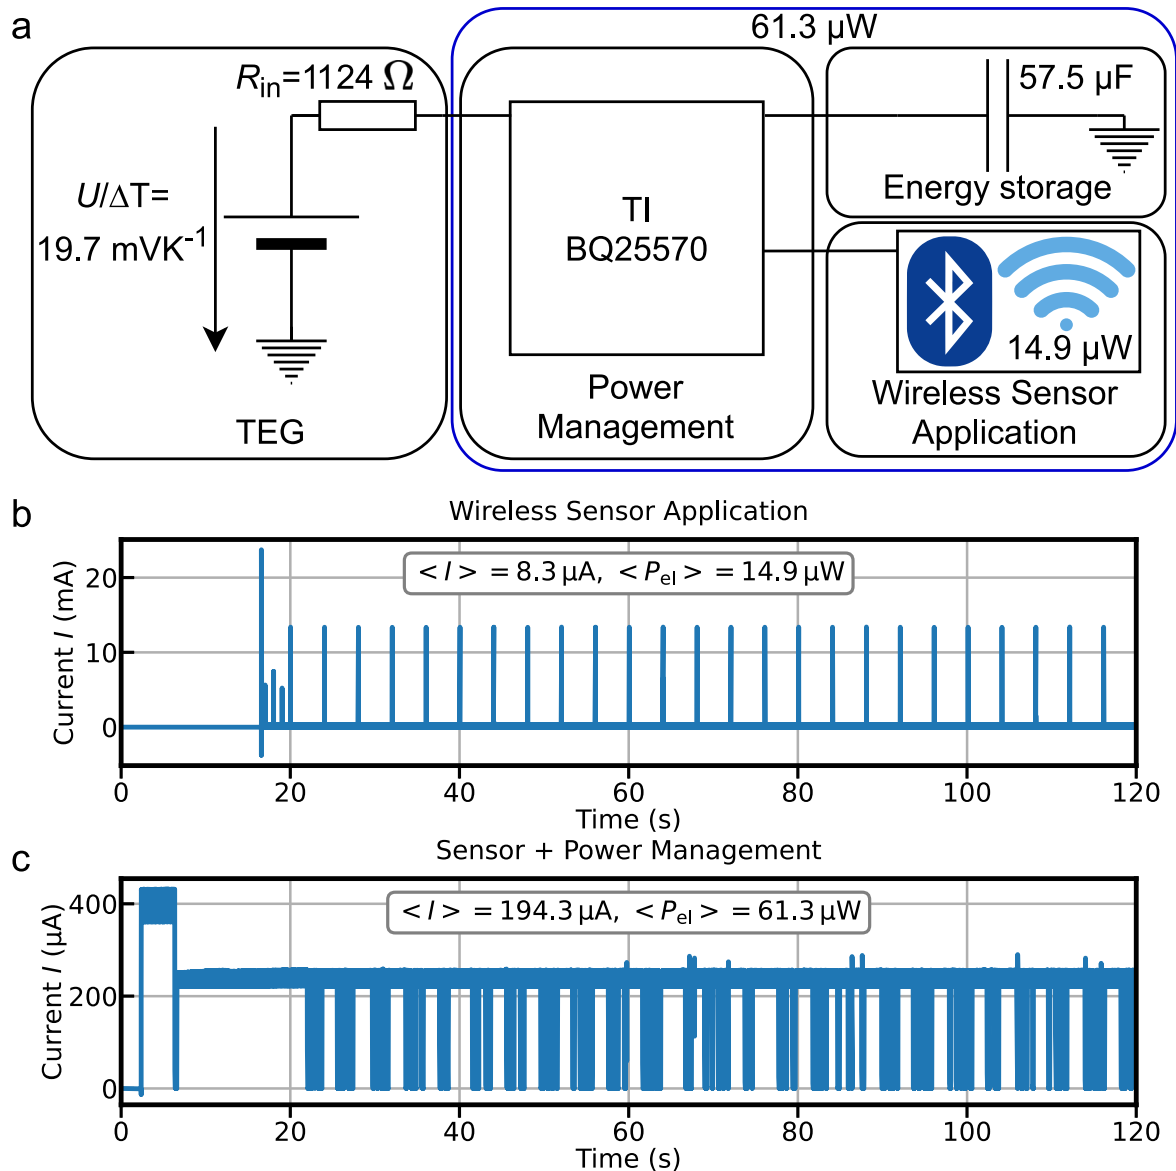 a
61.3 µW
R_in=1124 Ω
57.5 µF
U/ΔT=
19.7 mVK⁻¹
TI
BQ25570
Energy storage
14.9 µW
Power
Management
Wireless Sensor
Application
TEG
b
Wireless Sensor Application
<I> = 8.3 µA, <P_el> = 14.9 µW
Current I (mA)
20
10
0
0 20 40 60 80 100 120
Time (s)
c
Sensor + Power Management
<I> = 194.3 µA, <P_el> = 61.3 µW
Current I (µA)
400
200
0
0 20 40 60 80 100 120
Time (s)